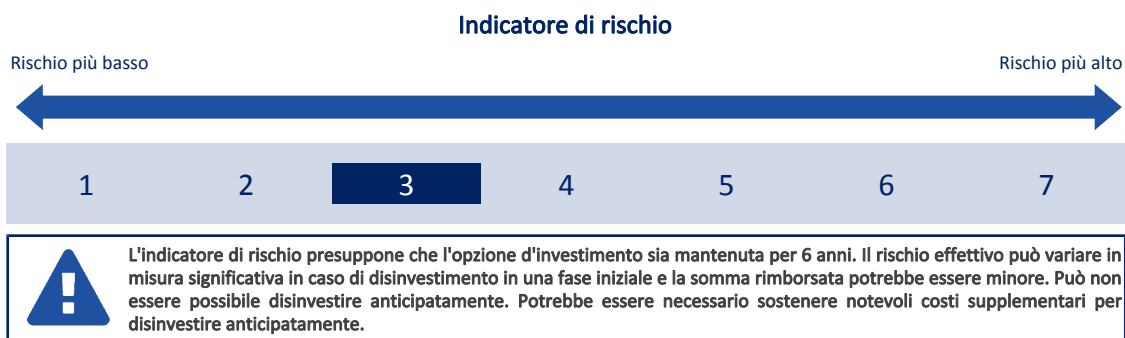 Indicatore di rischio
Rischio più basso
Rischio più alto
1 2 3 4 5 6 7
L'indicatore di rischio presuppone che l'opzione d'investimento sia mantenuta per 6 anni. Il rischio effettivo può variare in
misura significativa in caso di disinvestimento in una fase iniziale e la somma rimborsata potrebbe essere minore. Può non
essere possibile disinvestire anticipatamente. Potrebbe essere necessario sostenere notevoli costi supplementari per
disinvestire anticipatamente.